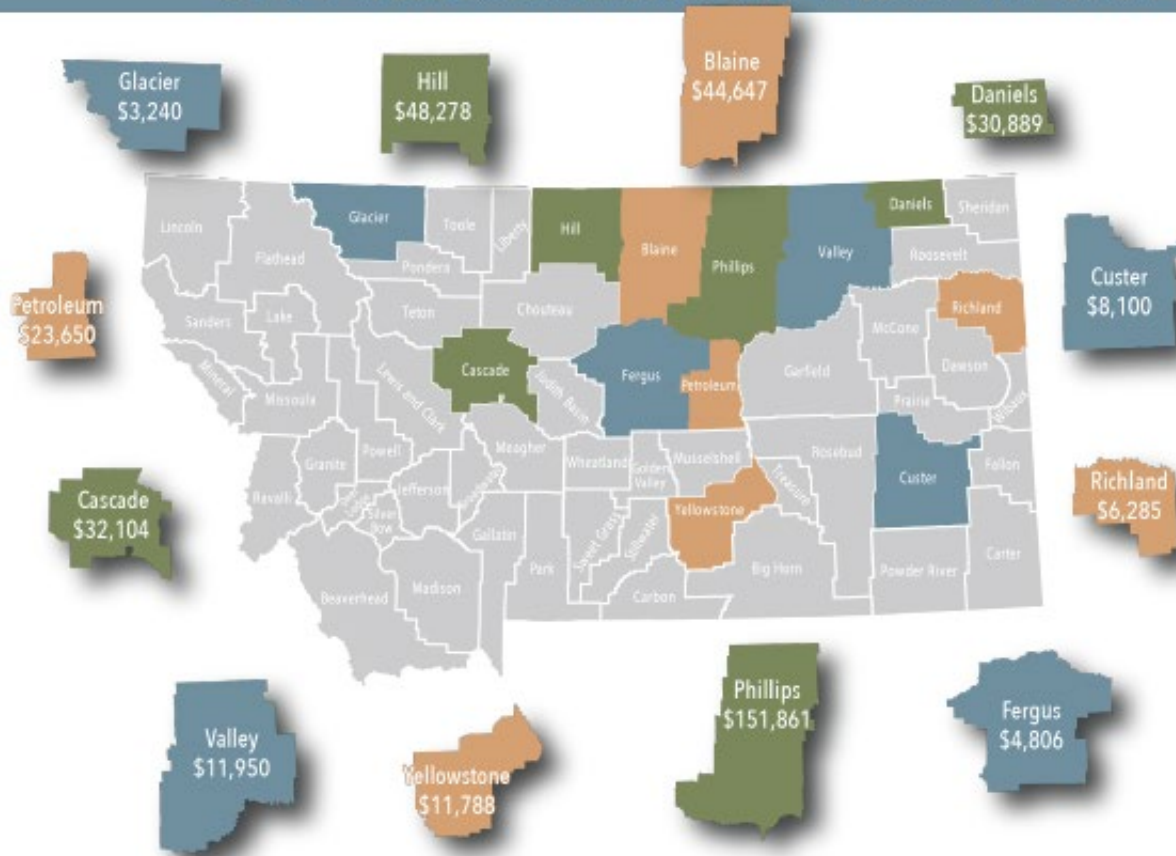 Glacier
$3,240
Hill
$48,278
Blaine
$44,647
Daniels
$30,889
Petroleum
$23,650
Custer
$8,100
Cascade
$32,104
Richland
$6,285
Lincoln
Flathead
Glacier
Toole
Liberty
Hill
Blaine
Phillips
Valley
Daniels
Sheridan
Roosevelt
Pondera
Teton
Chouteau
Richland
McCone
Sanders
Lake
Mineral
Missoula
Lewis and Clark
Cascade
Judith Basin
Fergus
Petroleum
Garfield
Dawson
Prairie
Wibaux
Powell
Granite
Ravalli
Jefferson
Meagher
Wheatland
Golden
Valley
Musselshell
Rosebud
Treasure
Custer
Fallon
Silver
Bow
Gallatin
Sweet Grass
Stillwater
Yellowstone
Beaverhead
Madison
Park
Carbon
Big Horn
Powder River
Carter
Valley
$11,950
Yellowstone
$11,788
Phillips
$151,861
Fergus
$4,806